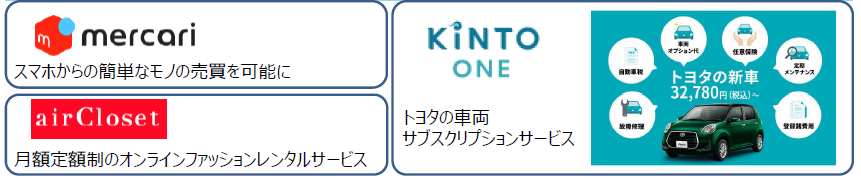 mercari
スマホからの簡単なモノの売買を可能に
airCloset
月額定額制のオンラインファッションレンタルサービス
KINTO
ONE
トヨタの車両
サブスクリプションサービス
車両
オプション代
任意保険
自動車税
定期
メンテナンス
トヨタの新車
32,780円(税込)~
故障修理
登録諸費用